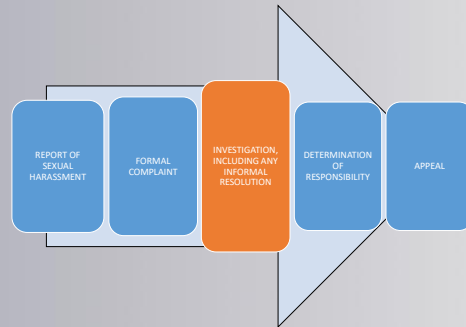 REPORT OF
SEXUAL
HARASSMENT
FORMAL
COMPLAINT
INVESTIGATION,
INCLUDING ANY
INFORMAL
RESOLUTION
DETERMINATION
OF
RESPONSIBILITY
APPEAL